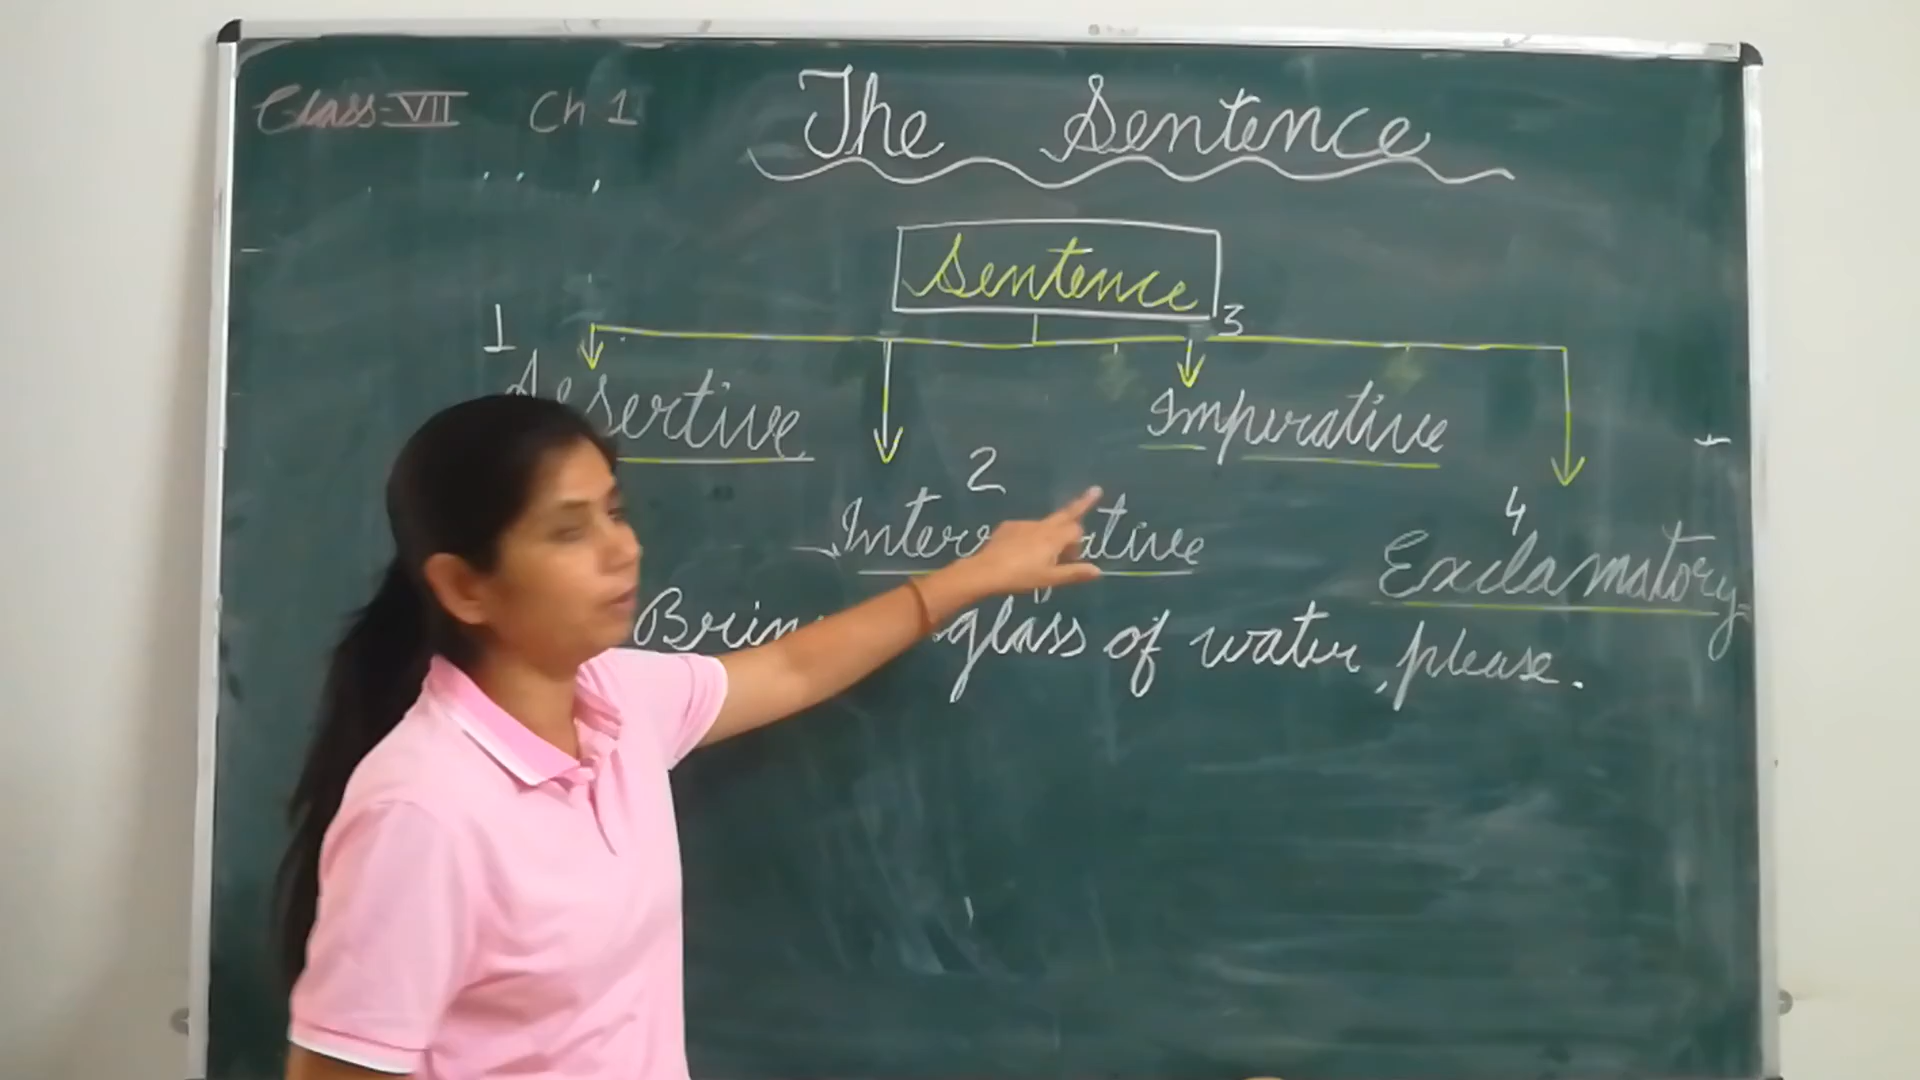 Class-VII Ch 1
The Sentence
Sentence
1 3
Assertive Imperative
2 4
Interrogative Exclamatory
Bring glass of water, please.